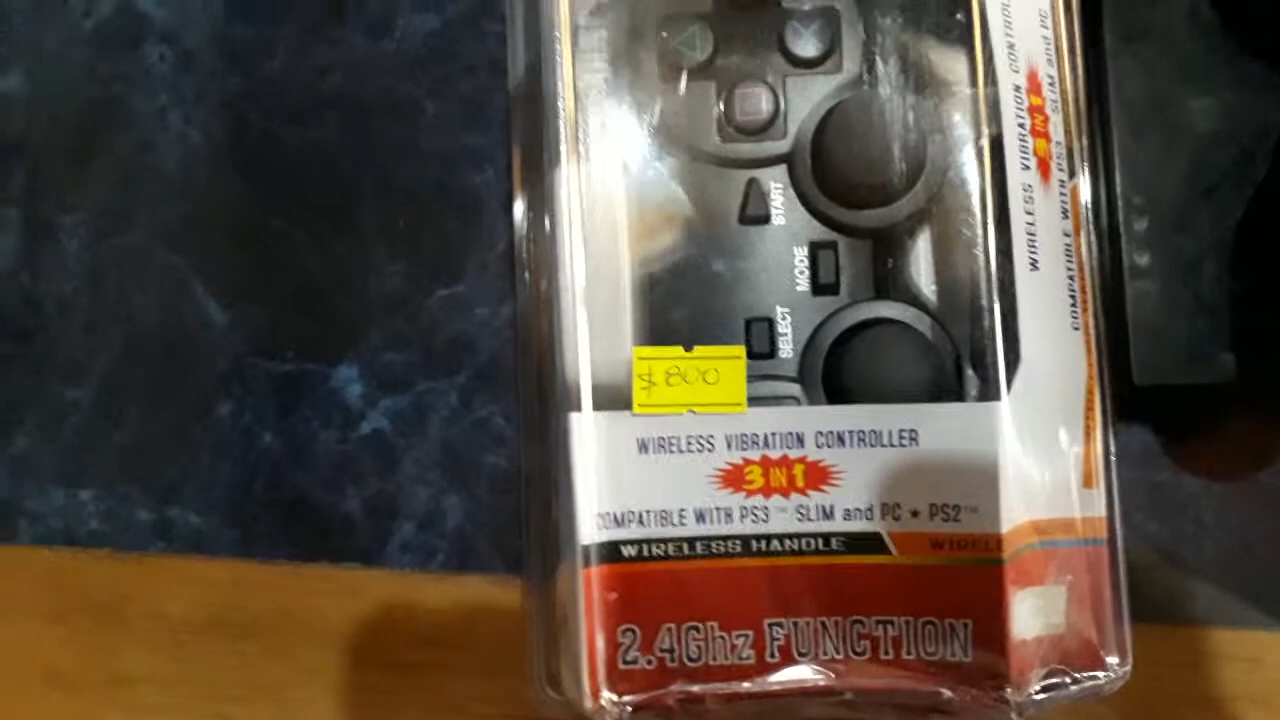 START
MODE
SELECT
$800
WIRELESS VIBRATION CONTROLLER
3 IN 1
COMPATIBLE WITH PS3™ SLIM and PC ★ PS2™
WIRELESS HANDLE
2.4Ghz FUNCTION
WIRELESS VIBRATION
3 IN 1
COMPATIBLE WITH PS3™ SLIM and PC